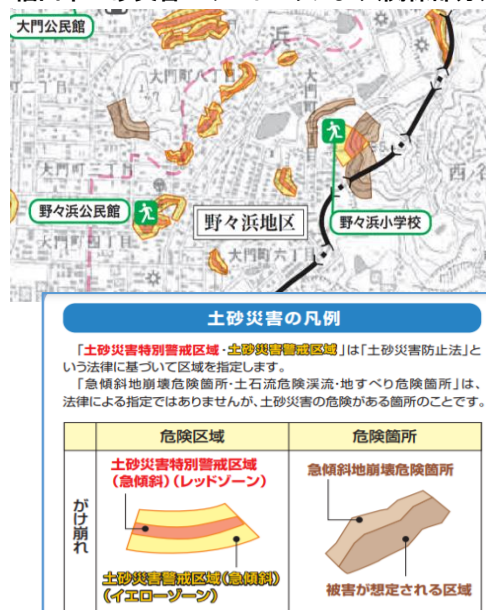 大門公民館
浜
大門町八丁目
大門町
大門町三丁目
野々浜公民館
野々浜地区
野々浜小学校
大門町四丁目
大門町六丁目
土砂災害の凡例
「土砂災害特別警戒区域・土砂災害警戒区域」は「土砂災害防止法」と
いう法律に基づいて区域を指定します。
「急傾斜地崩壊危険箇所・土石流危険渓流・地すべり危険箇所」は、
法律による指定ではありませんが、土砂災害の危険がある箇所のことです。
危険区域
危険箇所
がけ崩れ
土砂災害特別警戒区域
(急傾斜)(レッドゾーン)
急傾斜地崩壊危険箇所
土砂災害警戒区域(急傾斜)
(イエローゾーン)
被害が想定される区域